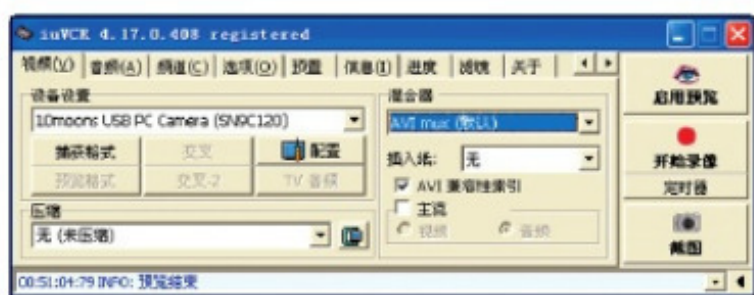 iuVCR 4.17.0.408 registered
视频(V) 音频(A) 频道(C) 选项(O) 预置 信息(I) 进度 滤镜 关于
设备设置
10moons USB PC Camera (SN9C120)
捕获格式 交叉 配置
预览格式 交叉-2 TV 音频
压缩
无 (未压缩)
混合器
AVI mux (默认)
插入纸: 无
AVI 兼容性索引
主流
视频 音频
启用预览
开始录像
定时器
截图
00:51:04:79 INFO: 预览结束